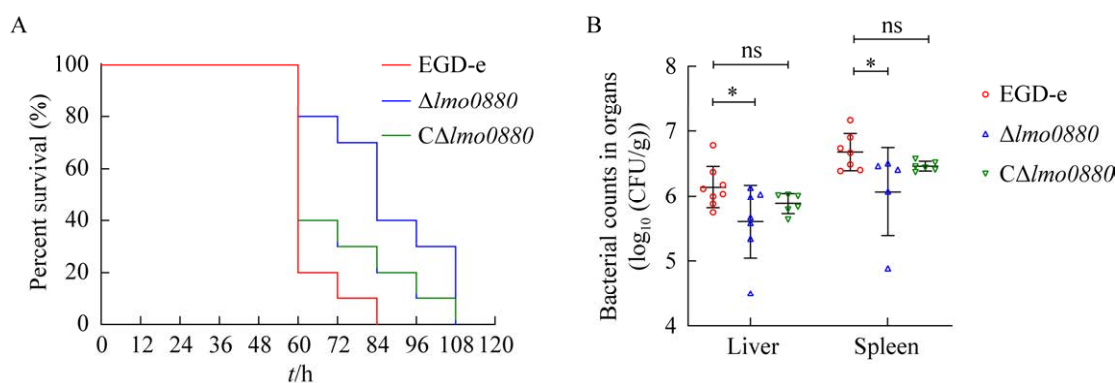 A
Percent survival (%)
100
80
60
40
20
0
0 12 24 36 48 60 72 84 96 108 120
t/h
EGD-e
Δlmo0880
CΔlmo0880
B
Bacterial counts in organs
(log₁₀ (CFU/g))
8
7
6
5
4
ns
*
ns
*
Liver Spleen
EGD-e
Δlmo0880
CΔlmo0880